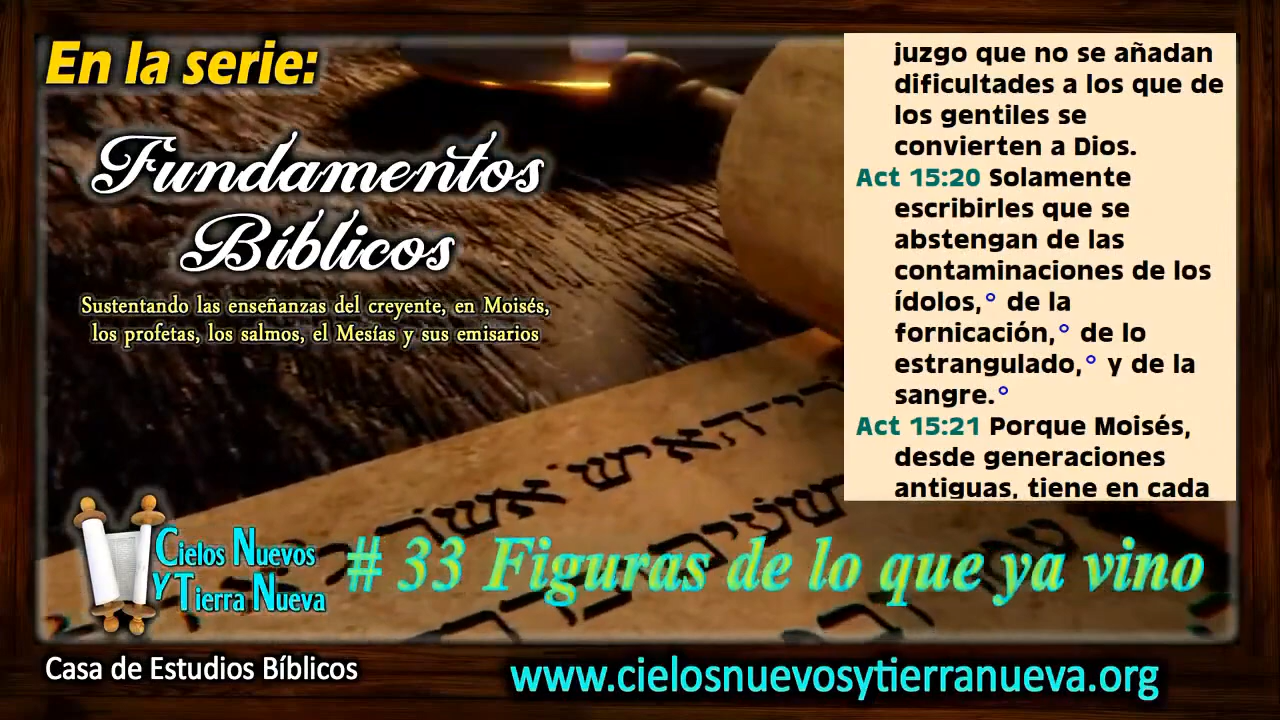 En la serie:
Fundamentos
Bíblicos
Sustentando las enseñanzas del creyente, en Moisés,
los profetas, los salmos, el Mesías y sus emisarios
juzgo que no se añadan
dificultades a los que de
los gentiles se
convierten a Dios.
Act 15:20 Solamente
escribirles que se
abstengan de las
contaminaciones de los
ídolos,° de la
fornicación,° de lo
estrangulado,° y de la
sangre.°
Act 15:21 Porque Moisés,
desde generaciones
antiguas, tiene en cada
האיש אשר
Cielos Nuevos
Y Tierra Nueva
# 33 Figuras de lo que ya vino
Casa de Estudios Bíblicos
www.cielosnuevosytierranueva.org